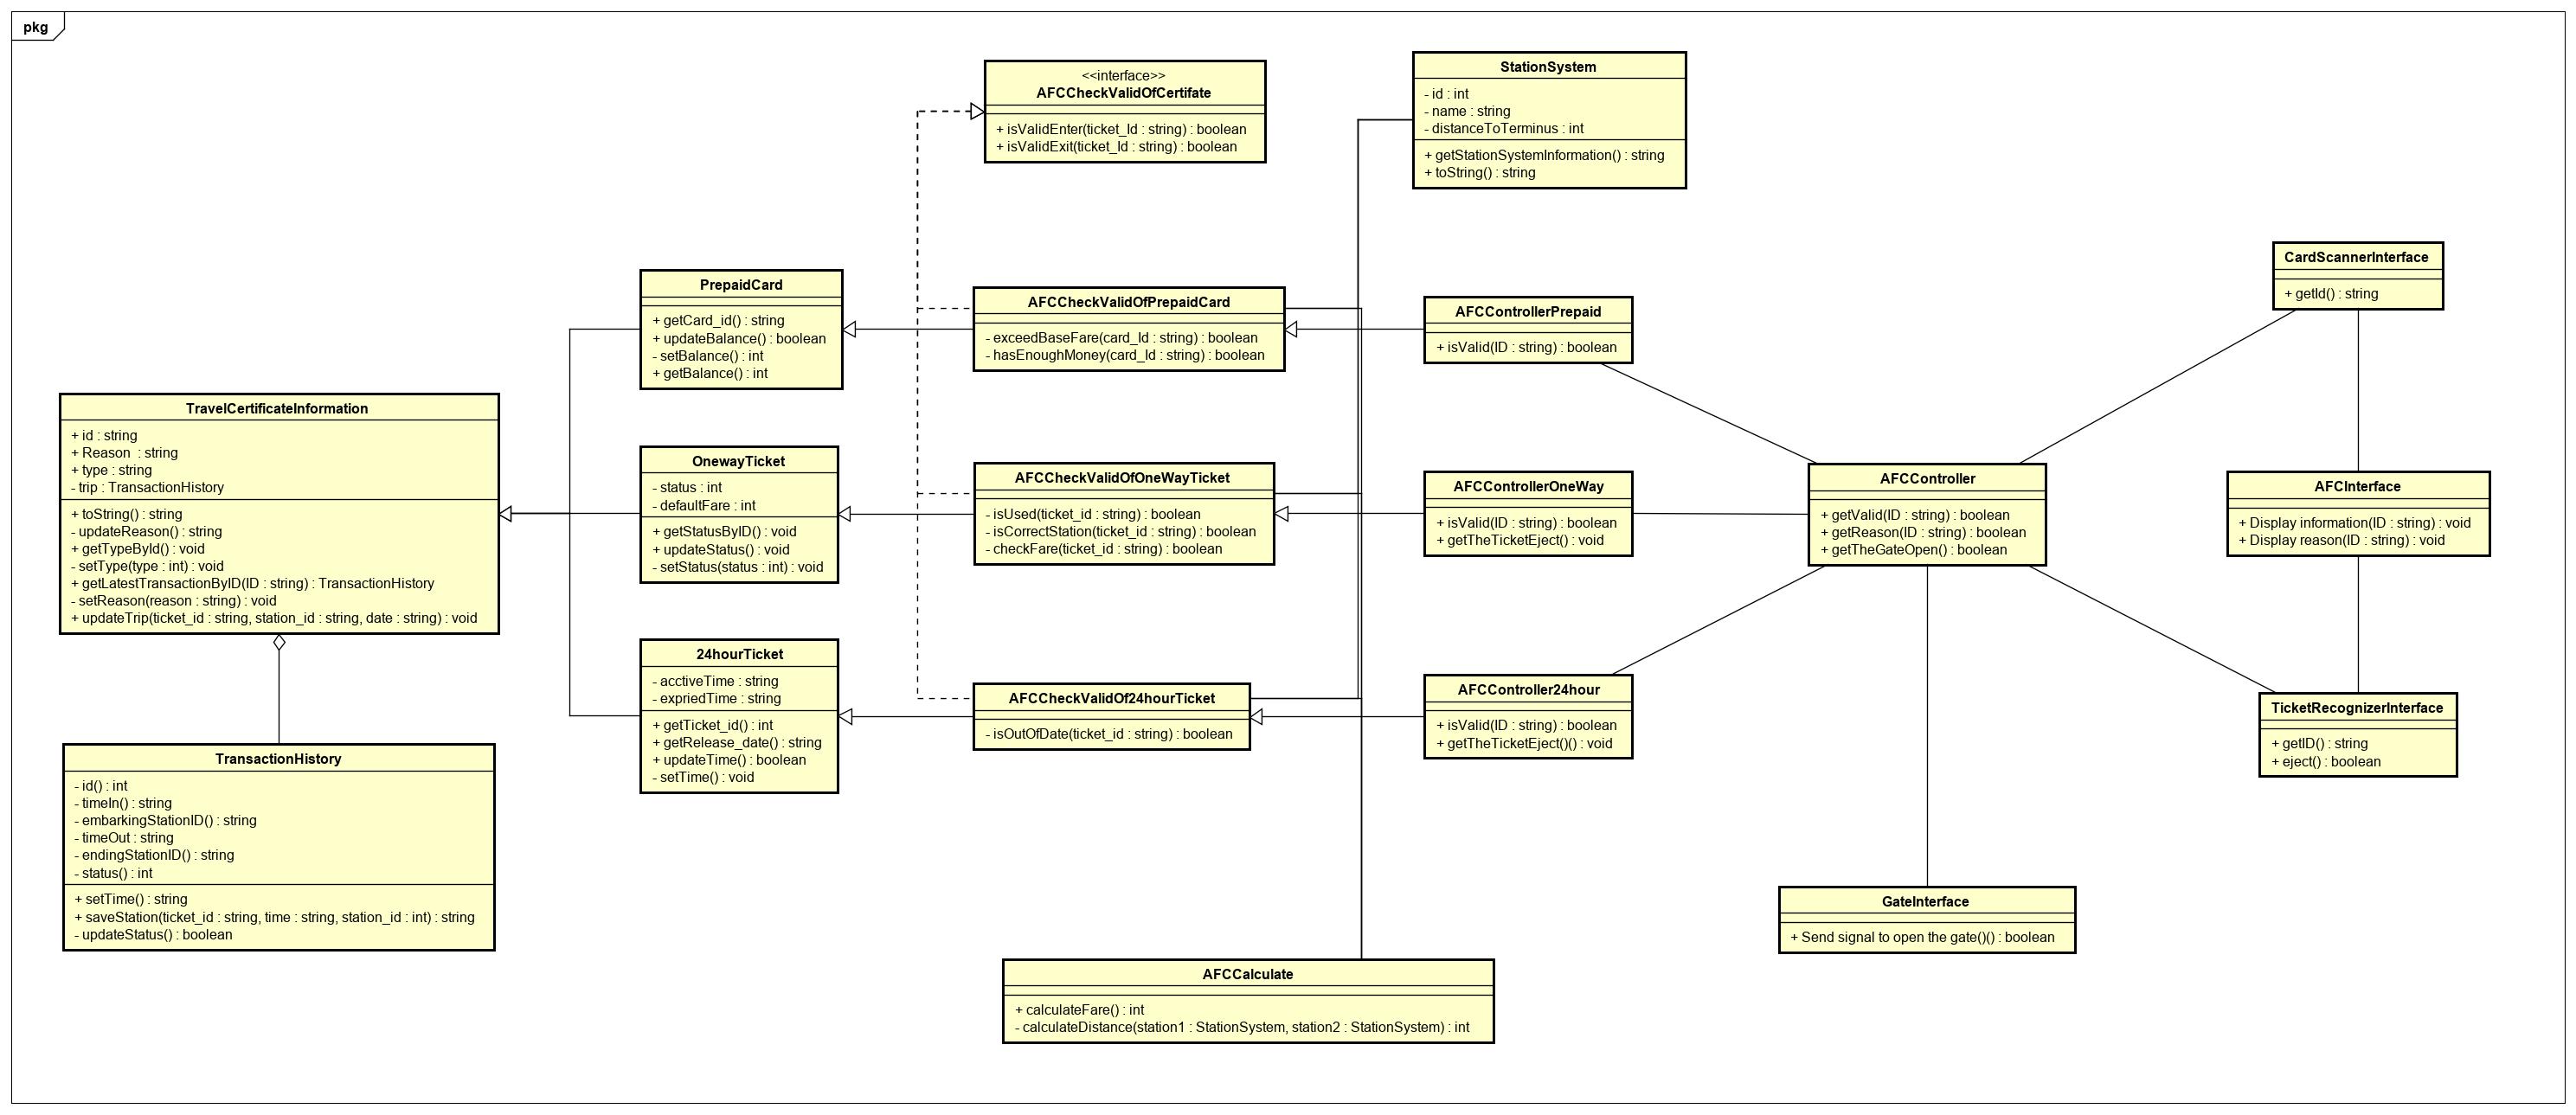 pkg
<<interface>>
AFCCheckValidOfCertifate
+ isValidEnter(ticket_Id : string) : boolean
+ isValidExit(ticket_Id : string) : boolean
StationSystem
- id : int
- name : string
- distanceToTerminus : int
+ getStationSystemInformation() : string
+ toString() : string
CardScannerInterface
+ getId() : string
PrepaidCard
+ getCard_id() : string
+ updateBalance() : boolean
- setBalance() : int
+ getBalance() : int
AFCCheckValidOfPrepaidCard
- exceedBaseFare(card_Id : string) : boolean
- hasEnoughMoney(card_Id : string) : boolean
AFCControllerPrepaid
+ isValid(ID : string) : boolean
TravelCertificateInformation
+ id : string
+ Reason  : string
+ type : string
- trip : TransactionHistory
+ toString() : string
- updateReason() : string
+ getTypeById() : void
- setType(type : int) : void
+ getLatestTransactionByID(ID : string) : TransactionHistory
- setReason(reason : string) : void
+ updateTrip(ticket_id : string, station_id : string, date : string) : void
OnewayTicket
- status : int
- defaultFare : int
+ getStatusByID() : void
+ updateStatus() : void
- setStatus(status : int) : void
AFCCheckValidOfOneWayTicket
- isUsed(ticket_id : string) : boolean
- isCorrectStation(ticket_id : string) : boolean
- checkFare(ticket_id : string) : boolean
AFCControllerOneWay
+ isValid(ID : string) : boolean
+ getTheTicketEject() : void
AFCController
+ getValid(ID : string) : boolean
+ getReason(ID : string) : boolean
+ getTheGateOpen() : boolean
AFCInterface
+ Display information(ID : string) : void
+ Display reason(ID : string) : void
24hourTicket
- acctiveTime : string
- expriedTime : string
+ getTicket_id() : int
+ getRelease_date() : string
+ updateTime() : boolean
- setTime() : void
AFCCheckValidOf24hourTicket
- isOutOfDate(ticket_id : string) : boolean
AFCController24hour
+ isValid(ID : string) : boolean
+ getTheTicketEject()() : void
TicketRecognizerInterface
+ getID() : string
+ eject() : boolean
TransactionHistory
- id() : int
- timeIn() : string
- embarkingStationID() : string
- timeOut : string
- endingStationID() : string
- status() : int
+ setTime() : string
+ saveStation(ticket_id : string, time : string, station_id : int) : string
- updateStatus() : boolean
GateInterface
+ Send signal to open the gate()() : boolean
AFCCalculate
+ calculateFare() : int
- calculateDistance(station1 : StationSystem, station2 : StationSystem) : int